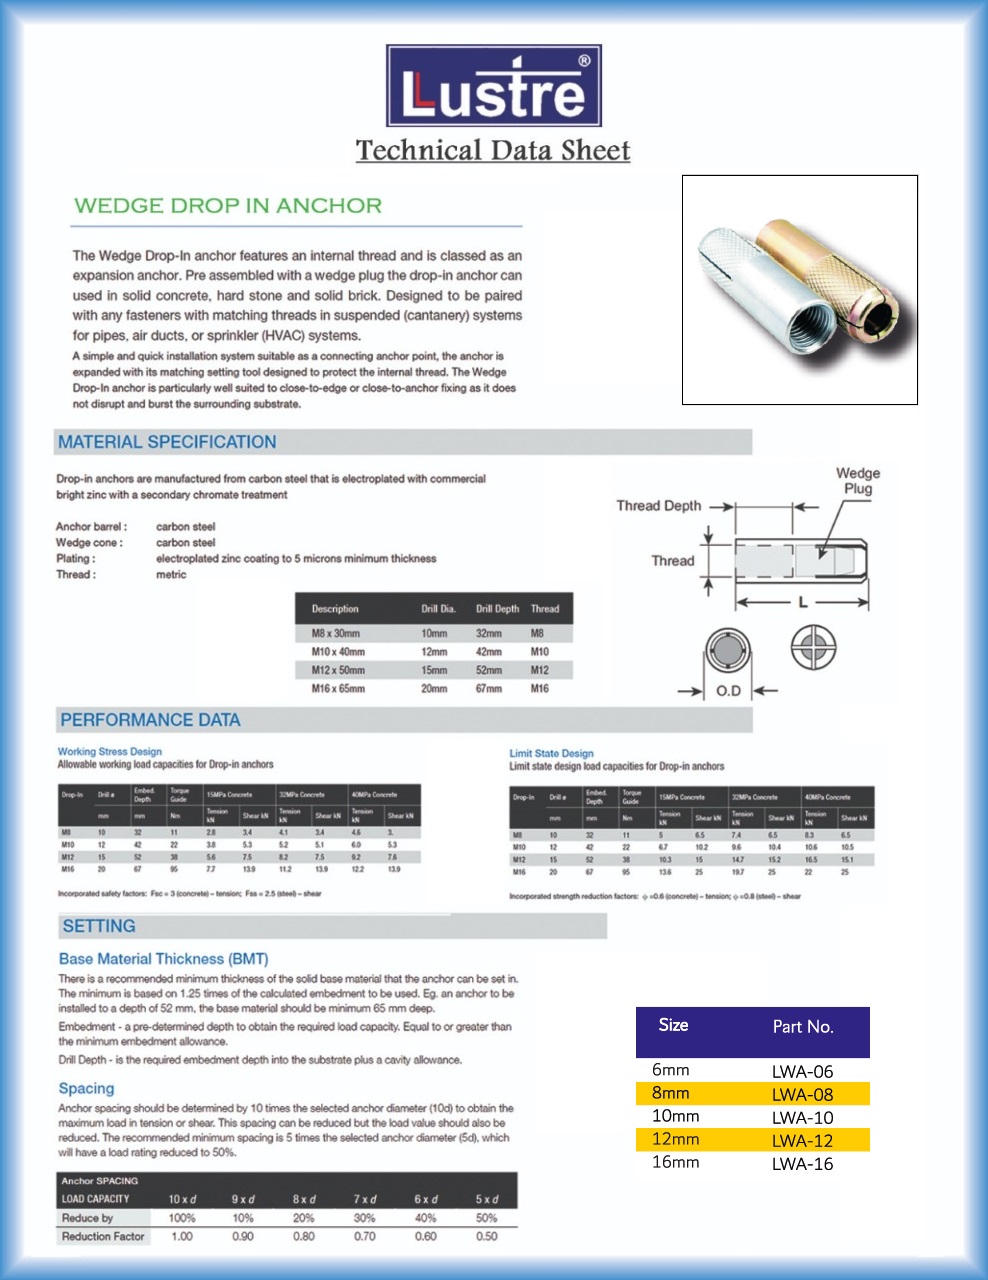 Lustre®
Technical Data Sheet
WEDGE DROP IN ANCHOR
The Wedge Drop-In anchor features an internal thread and is classed as an
expansion anchor. Pre assembled with a wedge plug the drop-in anchor can
used in solid concrete, hard stone and solid brick. Designed to be paired
with any fasteners with matching threads in suspended (cantanery) systems
for pipes, air ducts, or sprinkler (HVAC) systems.
A simple and quick installation system suitable as a connecting anchor point, the anchor is
expanded with its matching setting tool designed to protect the internal thread. The Wedge
Drop-In anchor is particularly well suited to close-to-edge or close-to-anchor fixing as it does
not disrupt and burst the surrounding substrate.
MATERIAL SPECIFICATION
Drop-in anchors are manufactured from carbon steel that is electroplated with commercial
bright zinc with a secondary chromate treatment
Anchor barrel : carbon steel
Wedge cone : carbon steel
Plating : electroplated zinc coating to 5 microns minimum thickness
Thread : metric
Wedge
Plug
Thread Depth
Thread
L
O.D
Description Drill Dia. Drill Depth Thread
M8 x 30mm 10mm 32mm M8
M10 x 40mm 12mm 42mm M10
M12 x 50mm 15mm 52mm M12
M16 x 65mm 20mm 67mm M16
PERFORMANCE DATA
Working Stress Design
Allowable working load capacities for Drop-in anchors
Drop-In Drill ø Embed. Depth Torque Guide 15MPa Concrete 32MPa Concrete 40MPa Concrete
mm mm Nm Tension kN Shear kN Tension kN Shear kN Tension kN Shear kN
M8 10 32 11 2.8 3.4 4.1 3.4 4.6 3.
M10 12 42 22 3.8 5.3 5.2 5.1 6.0 5.3
M12 15 52 38 5.6 7.5 8.2 7.5 9.2 7.6
M16 20 67 95 7.7 13.9 11.2 13.9 12.2 13.9
Incorporated safety factors: Fsc = 3 (concrete) – tension; Fss = 2.5 (steel) – shear
Limit State Design
Limit state design load capacities for Drop-in anchors
Drop-In Drill ø Embed. Depth Torque Guide 15MPa Concrete 32MPa Concrete 40MPa Concrete
mm mm Nm Tension kN Shear kN Tension kN Shear kN Tension kN Shear kN
M8 10 32 11 5 6.5 7.4 6.5 8.3 6.5
M10 12 42 22 6.7 10.2 9.6 10.4 10.6 10.5
M12 15 52 38 10.3 15 14.7 15.2 16.5 15.1
M16 20 67 95 13.6 25 19.7 25 22 25
Incorporated strength reduction factors: φ =0.6 (concrete) – tension; φ =0.8 (steel) – shear
SETTING
Base Material Thickness (BMT)
There is a recommended minimum thickness of the solid base material that the anchor can be set in.
The minimum is based on 1.25 times of the calculated embedment to be used. Eg. an anchor to be
installed to a depth of 52 mm, the base material should be minimum 65 mm deep.
Embedment - a pre-determined depth to obtain the required load capacity. Equal to or greater than
the minimum embedment allowance.
Drill Depth - is the required embedment depth into the substrate plus a cavity allowance.
Spacing
Anchor spacing should be determined by 10 times the selected anchor diameter (10d) to obtain the
maximum load in tension or shear. This spacing can be reduced but the load value should also be
reduced. The recommended minimum spacing is 5 times the selected anchor diameter (5d), which
will have a load rating reduced to 50%.
Anchor SPACING
LOAD CAPACITY 10 x d 9 x d 8 x d 7 x d 6 x d 5 x d
Reduce by 100% 10% 20% 30% 40% 50%
Reduction Factor 1.00 0.90 0.80 0.70 0.60 0.50
Size Part No.
6mm LWA-06
8mm LWA-08
10mm LWA-10
12mm LWA-12
16mm LWA-16